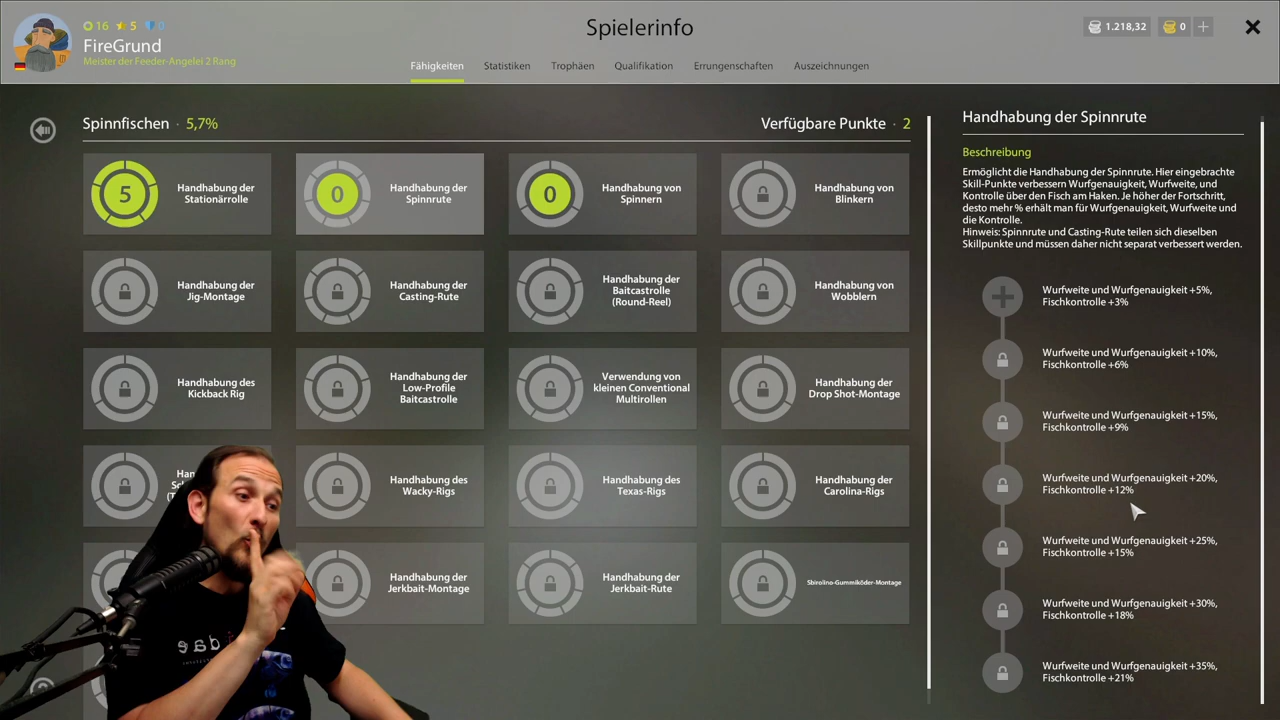 16 5 0
FireGrund
Meister der Feeder-Angelei 2 Rang
Spielerinfo
1.218,32
0
Fähigkeiten
Statistiken
Trophäen
Qualifikation
Errungenschaften
Auszeichnungen
Spinnfischen · 5,7%
Verfügbare Punkte · 2
5
Handhabung der
Stationärrolle
0
Handhabung der
Spinnrute
0
Handhabung von
Spinnern
Handhabung von
Blinkern
Handhabung der
Jig-Montage
Handhabung der
Casting-Rute
Handhabung der
Baitcastrolle
(Round-Reel)
Handhabung von
Wobblern
Handhabung des
Kickback Rig
Handhabung der
Low-Profile
Baitcastrolle
Verwendung von
kleinen Conventional
Multirollen
Handhabung der
Drop Shot-Montage
Handhabung des
Wacky-Rigs
Handhabung des
Texas-Rigs
Handhabung der
Carolina-Rigs
Handhabung der
Jerkbait-Montage
Handhabung der
Jerkbait-Rute
Sbirolino-Gummiköder-Montage
Handhabung der Spinnrute
Beschreibung
Ermöglicht die Handhabung der Spinnrute. Hier eingebrachte
Skill-Punkte verbessern Wurfgenauigkeit, Wurfweite, und
Kontrolle über den Fisch am Haken. Je höher der Fortschritt,
desto mehr % erhält man für Wurfgenauigkeit, Wurfweite und
die Kontrolle.
Hinweis: Spinnrute und Casting-Rute teilen sich dieselben
Skillpunkte und müssen daher nicht separat verbessert werden.
Wurfweite und Wurfgenauigkeit +5%,
Fischkontrolle +3%
Wurfweite und Wurfgenauigkeit +10%,
Fischkontrolle +6%
Wurfweite und Wurfgenauigkeit +15%,
Fischkontrolle +9%
Wurfweite und Wurfgenauigkeit +20%,
Fischkontrolle +12%
Wurfweite und Wurfgenauigkeit +25%,
Fischkontrolle +15%
Wurfweite und Wurfgenauigkeit +30%,
Fischkontrolle +18%
Wurfweite und Wurfgenauigkeit +35%,
Fischkontrolle +21%